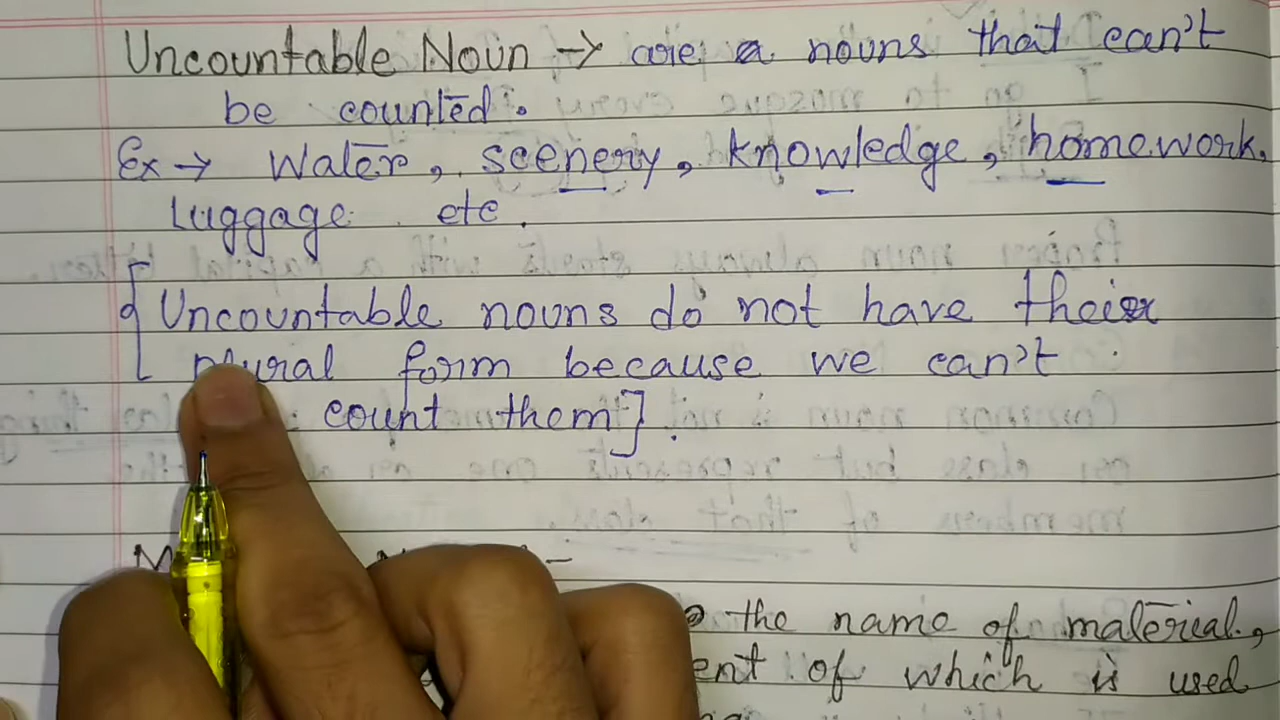 Uncountable Noun → are a nouns that can't
be counted.
Ex → Water, scenery, knowledge, homework.
Luggage etc.
[Uncountable nouns do not have their
plural form because we can't
count them].
the name of material,
of which is used